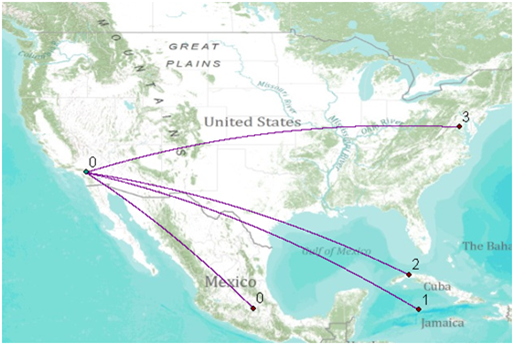 MOUNTAINS
GREAT
PLAINS
Missouri River
United States
Mississippi River
Ohio River
3
0
Gulf of Mexico
The Baha
2
Cuba
Mexico
0
1
Jamaica